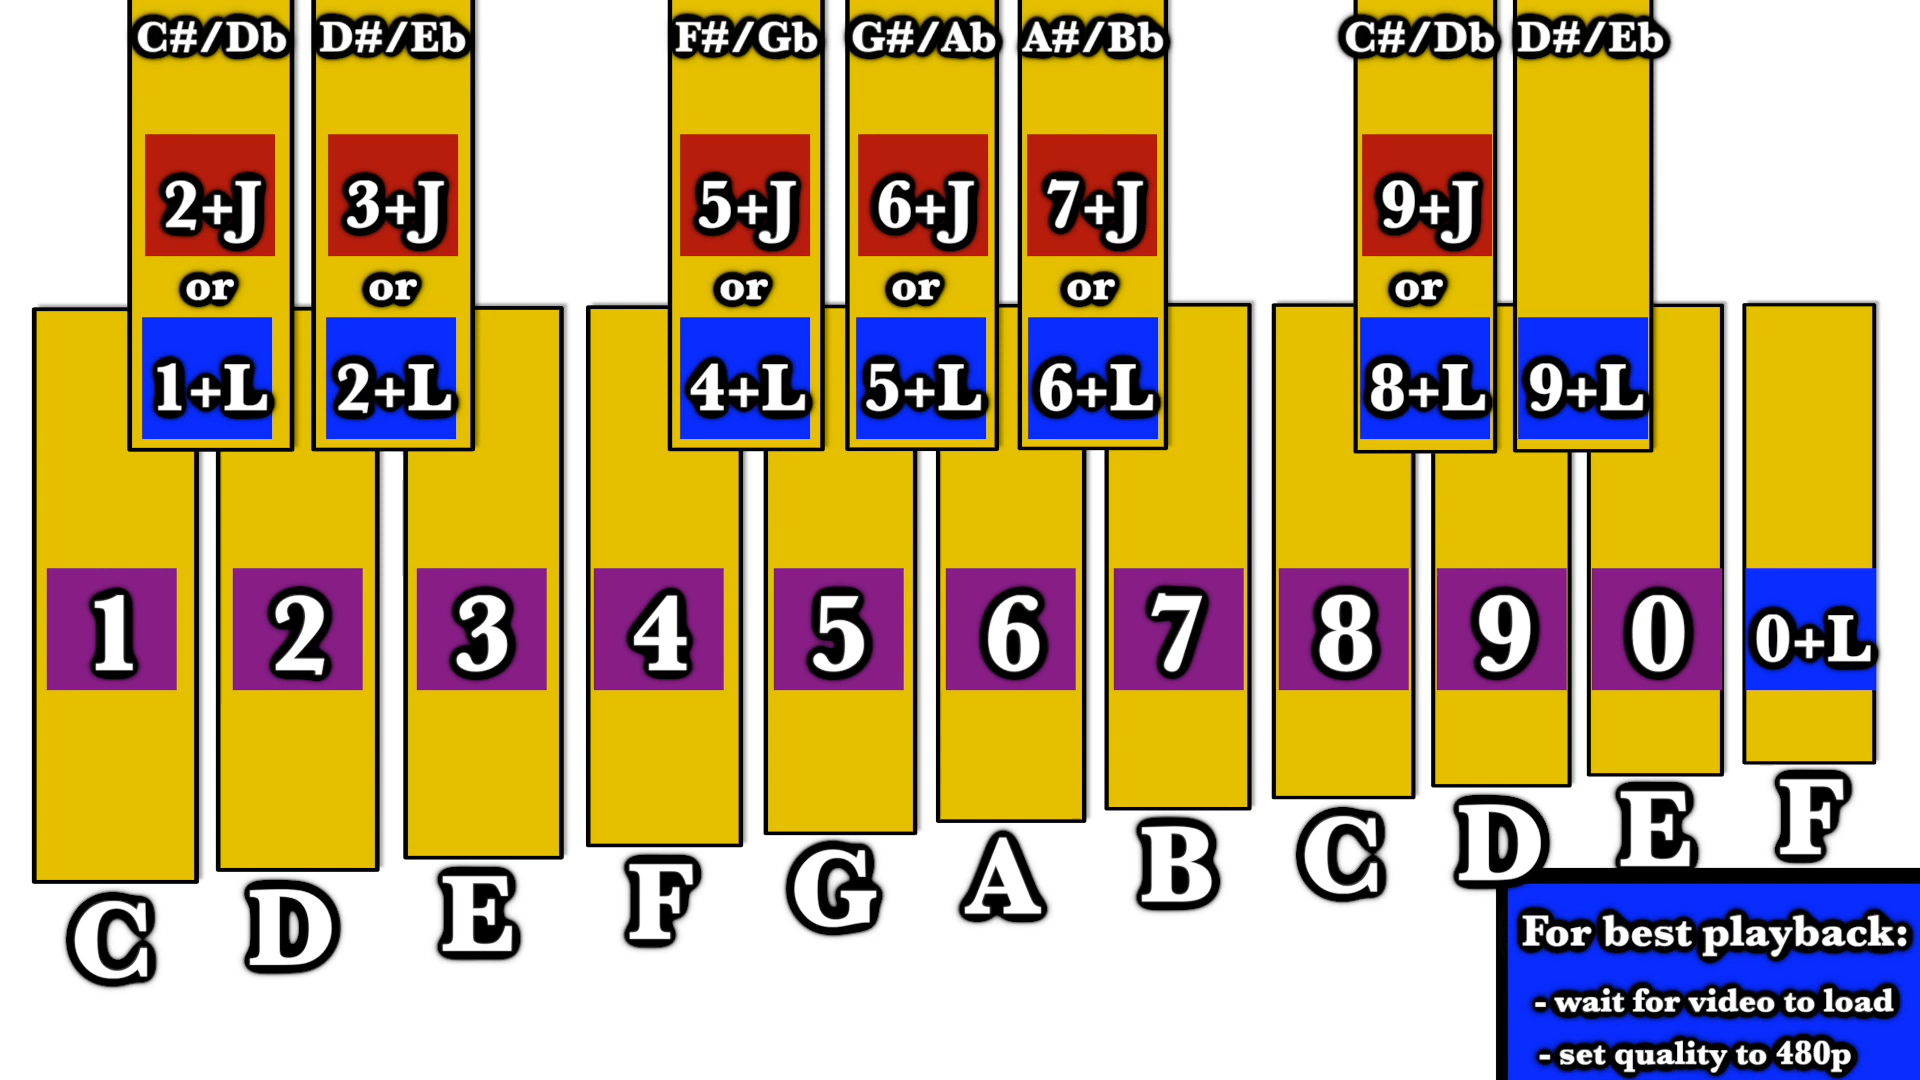 C#/Db D#/Eb F#/Gb G#/Ab A#/Bb C#/Db D#/Eb
2+J 3+J 5+J 6+J 7+J 9+J
or or or or or or
1+L 2+L 4+L 5+L 6+L 8+L 9+L
1 2 3 4 5 6 7 8 9 0 0+L
C D E F G A B C D E F
For best playback:
- wait for video to load
- set quality to 480p